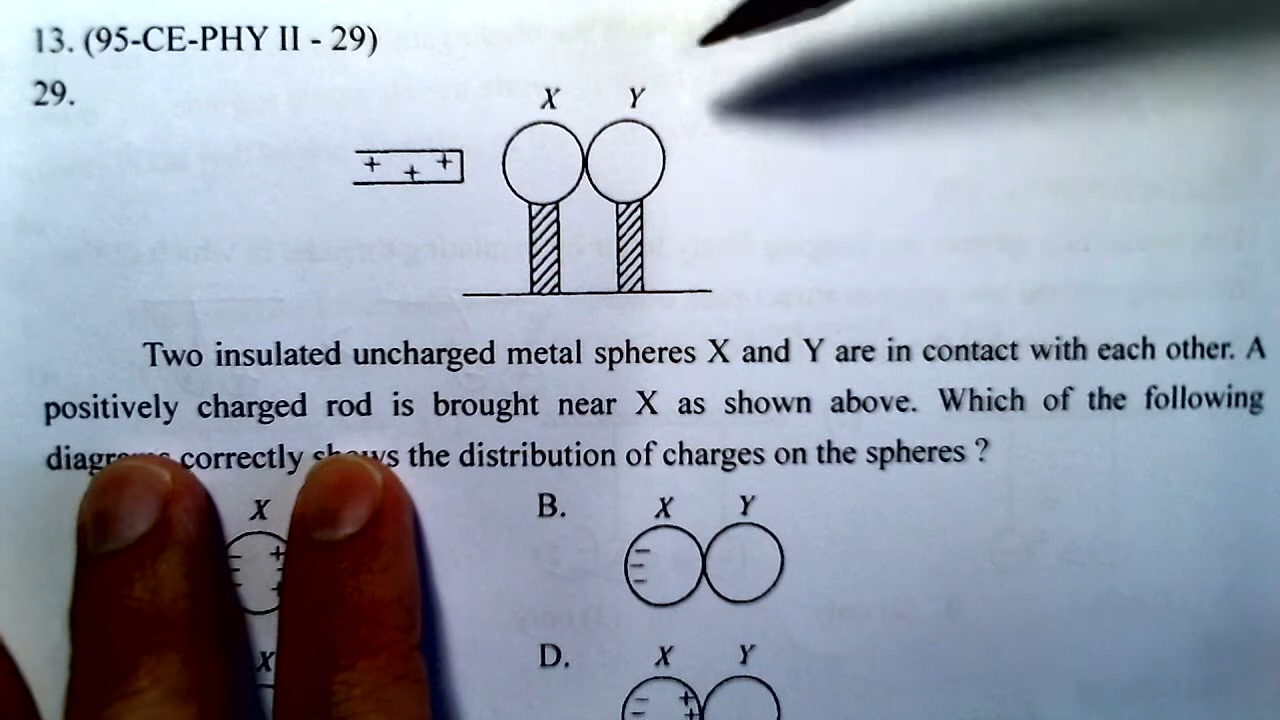 13. (95-CE-PHY II - 29)
29.
X Y
+ + +
Two insulated uncharged metal spheres X and Y are in contact with each other. A
positively charged rod is brought near X as shown above. Which of the following
correctly the distribution of charges on the spheres ?
X B. X Y
- - - + + - - -
X D. X Y
- - + +